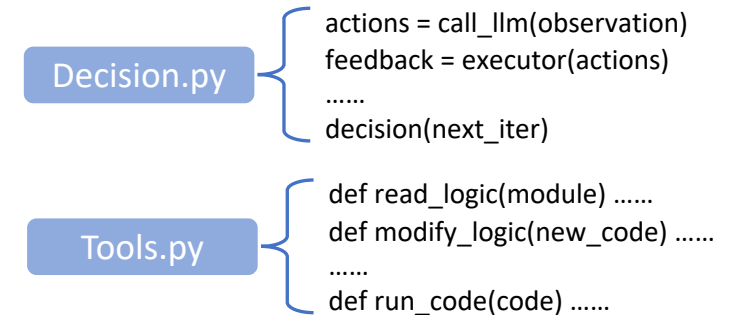 Decision.py
actions = call_llm(observation)
feedback = executor(actions)
......
decision(next_iter)
Tools.py
def read_logic(module) ......
def modify_logic(new_code) ......
......
def run_code(code) ......